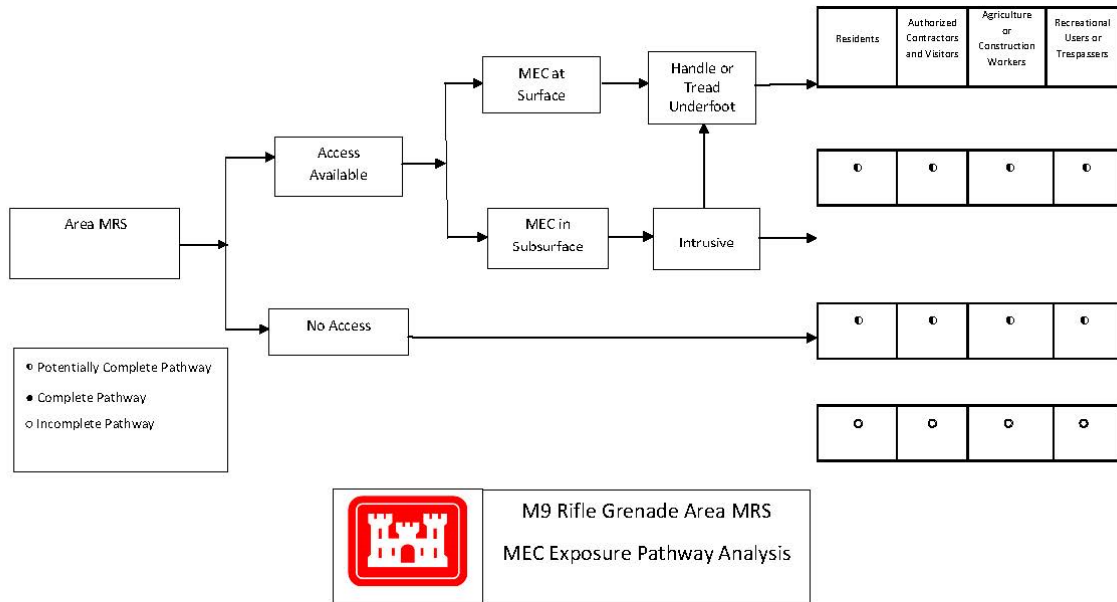 Residents
Authorized
Contractors
and Visitors
Agriculture
or
Construction
Workers
Recreational
Users or
Trespassers
MEC at
Surface
Handle or
Tread
Underfoot
Access
Available
Area MRS
MEC in
Subsurface
Intrusive
No Access
Potentially Complete Pathway
Complete Pathway
Incomplete Pathway
M9 Rifle Grenade Area MRS
MEC Exposure Pathway Analysis